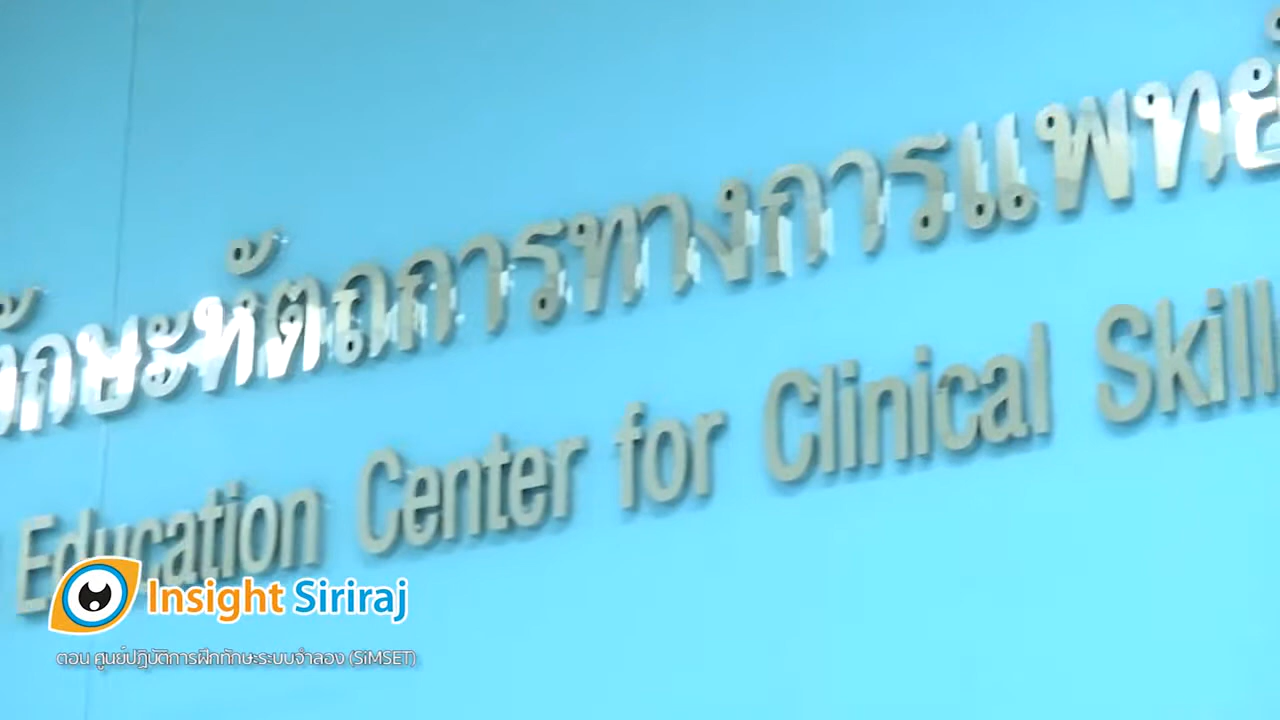 ทักษะทัตถการทางการแพทย์
Education Center for Clinical Skill
Insight Siriraj
ตอน ศูนย์ปฏิบัติการฝึกทักษะระบบจำลอง (SiMSET)